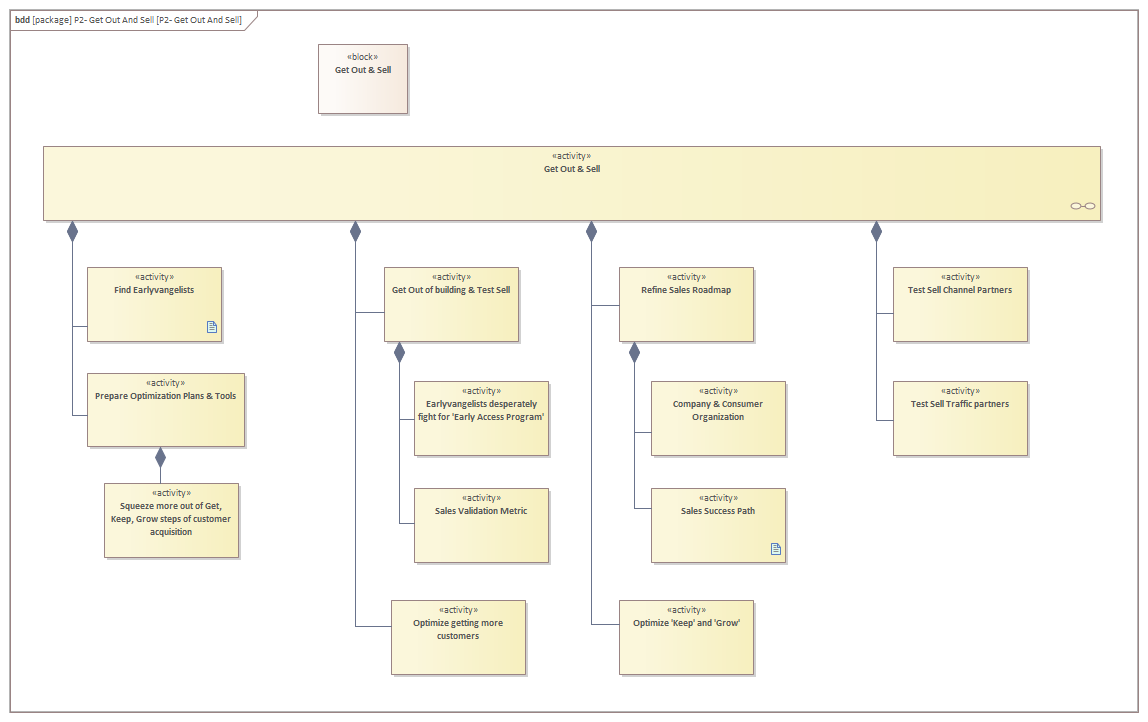 bdd [package] P2- Get Out And Sell [P2- Get Out And Sell]
«block»
Get Out & Sell
«activity»
Get Out & Sell
«activity»
Find Earlyvangelists
«activity»
Prepare Optimization Plans & Tools
«activity»
Squeeze more out of Get,
Keep, Grow steps of customer
acquisition
«activity»
Get Out of building & Test Sell
«activity»
Earlyvangelists desperately
fight for 'Early Access Program'
«activity»
Sales Validation Metric
«activity»
Optimize getting more
customers
«activity»
Refine Sales Roadmap
«activity»
Company & Consumer
Organization
«activity»
Sales Success Path
«activity»
Optimize 'Keep' and 'Grow'
«activity»
Test Sell Channel Partners
«activity»
Test Sell Traffic partners